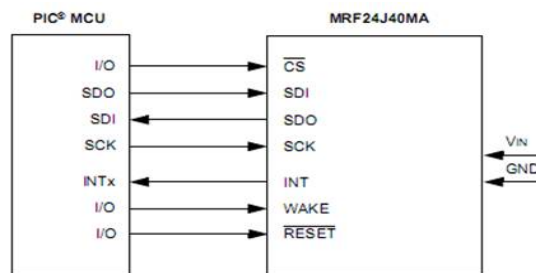 PIC® MCU MRF24J40MA
I/O CS
SDO SDI
SDI SDO
SCK SCK
VIN
GND
INTx INT
I/O WAKE
I/O RESET